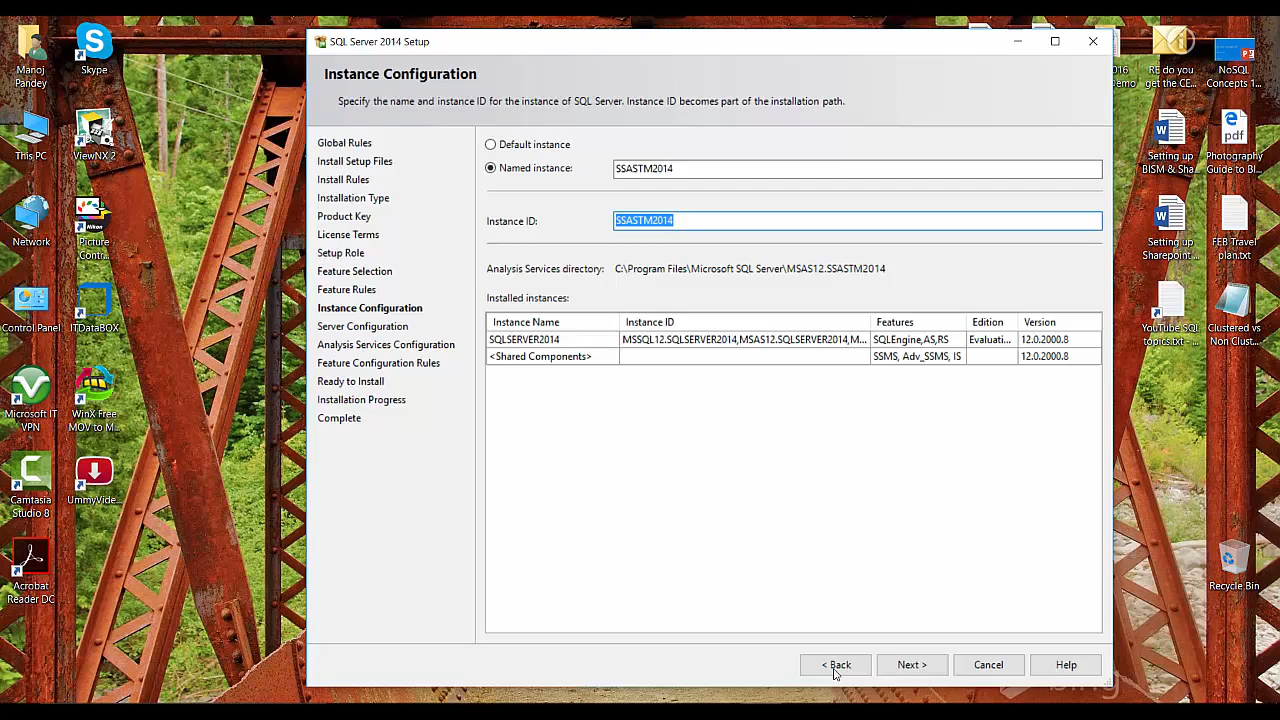 SQL Server 2014 Setup
Instance Configuration
Specify the name and instance ID for the instance of SQL Server. Instance ID becomes part of the installation path.
Global Rules
Install Setup Files
Install Rules
Installation Type
Product Key
License Terms
Setup Role
Feature Selection
Feature Rules
Instance Configuration
Server Configuration
Analysis Services Configuration
Feature Configuration Rules
Ready to Install
Installation Progress
Complete
Default instance
Named instance: SSASTM2014
Instance ID: SSASTM2014
Analysis Services directory: C:\Program Files\Microsoft SQL Server\MSAS12.SSASTM2014
Installed instances:
Instance Name Instance ID Features Edition Version
SQLSERVER2014 MSSQL12.SQLSERVER2014,MSAS12.SQLSERVER2014,M... SQLEngine,AS,RS Evaluati... 12.0.2000.8
<Shared Components> SSMS, Adv_SSMS, IS 12.0.2000.8
< Back Next > Cancel Help
Manoj
Pandey
Skype
This PC
ViewNX 2
Network
Picture
Contr...
Control Panel
ITDataBOX
Microsoft IT
VPN
WinX Free
MOV to M...
Camtasia
Studio 8
UmmyVide...
Acrobat
Reader DC
2016
Demo
RE do you
get the CE...
NoSQL
Concepts 1...
Setting up
BISM & Sha...
pdf
Photography
Guide to BI...
Setting up
Sharepoint ...
FEB Travel
plan.txt
YouTube SQL
topics.txt - ...
Clustered vs
Non Clust...
Recycle Bin